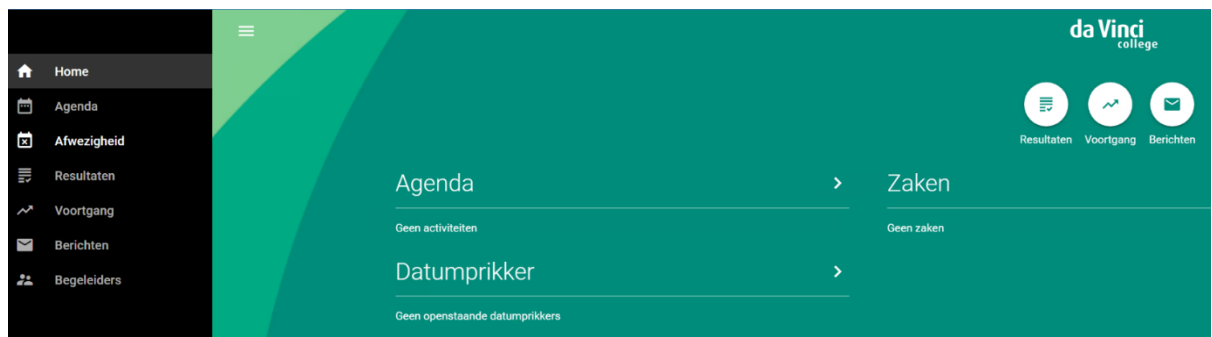 Home
Agenda
Afwezigheid
Resultaten
Voortgang
Berichten
Begeleiders
da Vinci
college
Resultaten Voortgang Berichten
Agenda
Geen activiteiten
Datumprikker
Geen openstaande datumprikkers
Zaken
Geen zaken